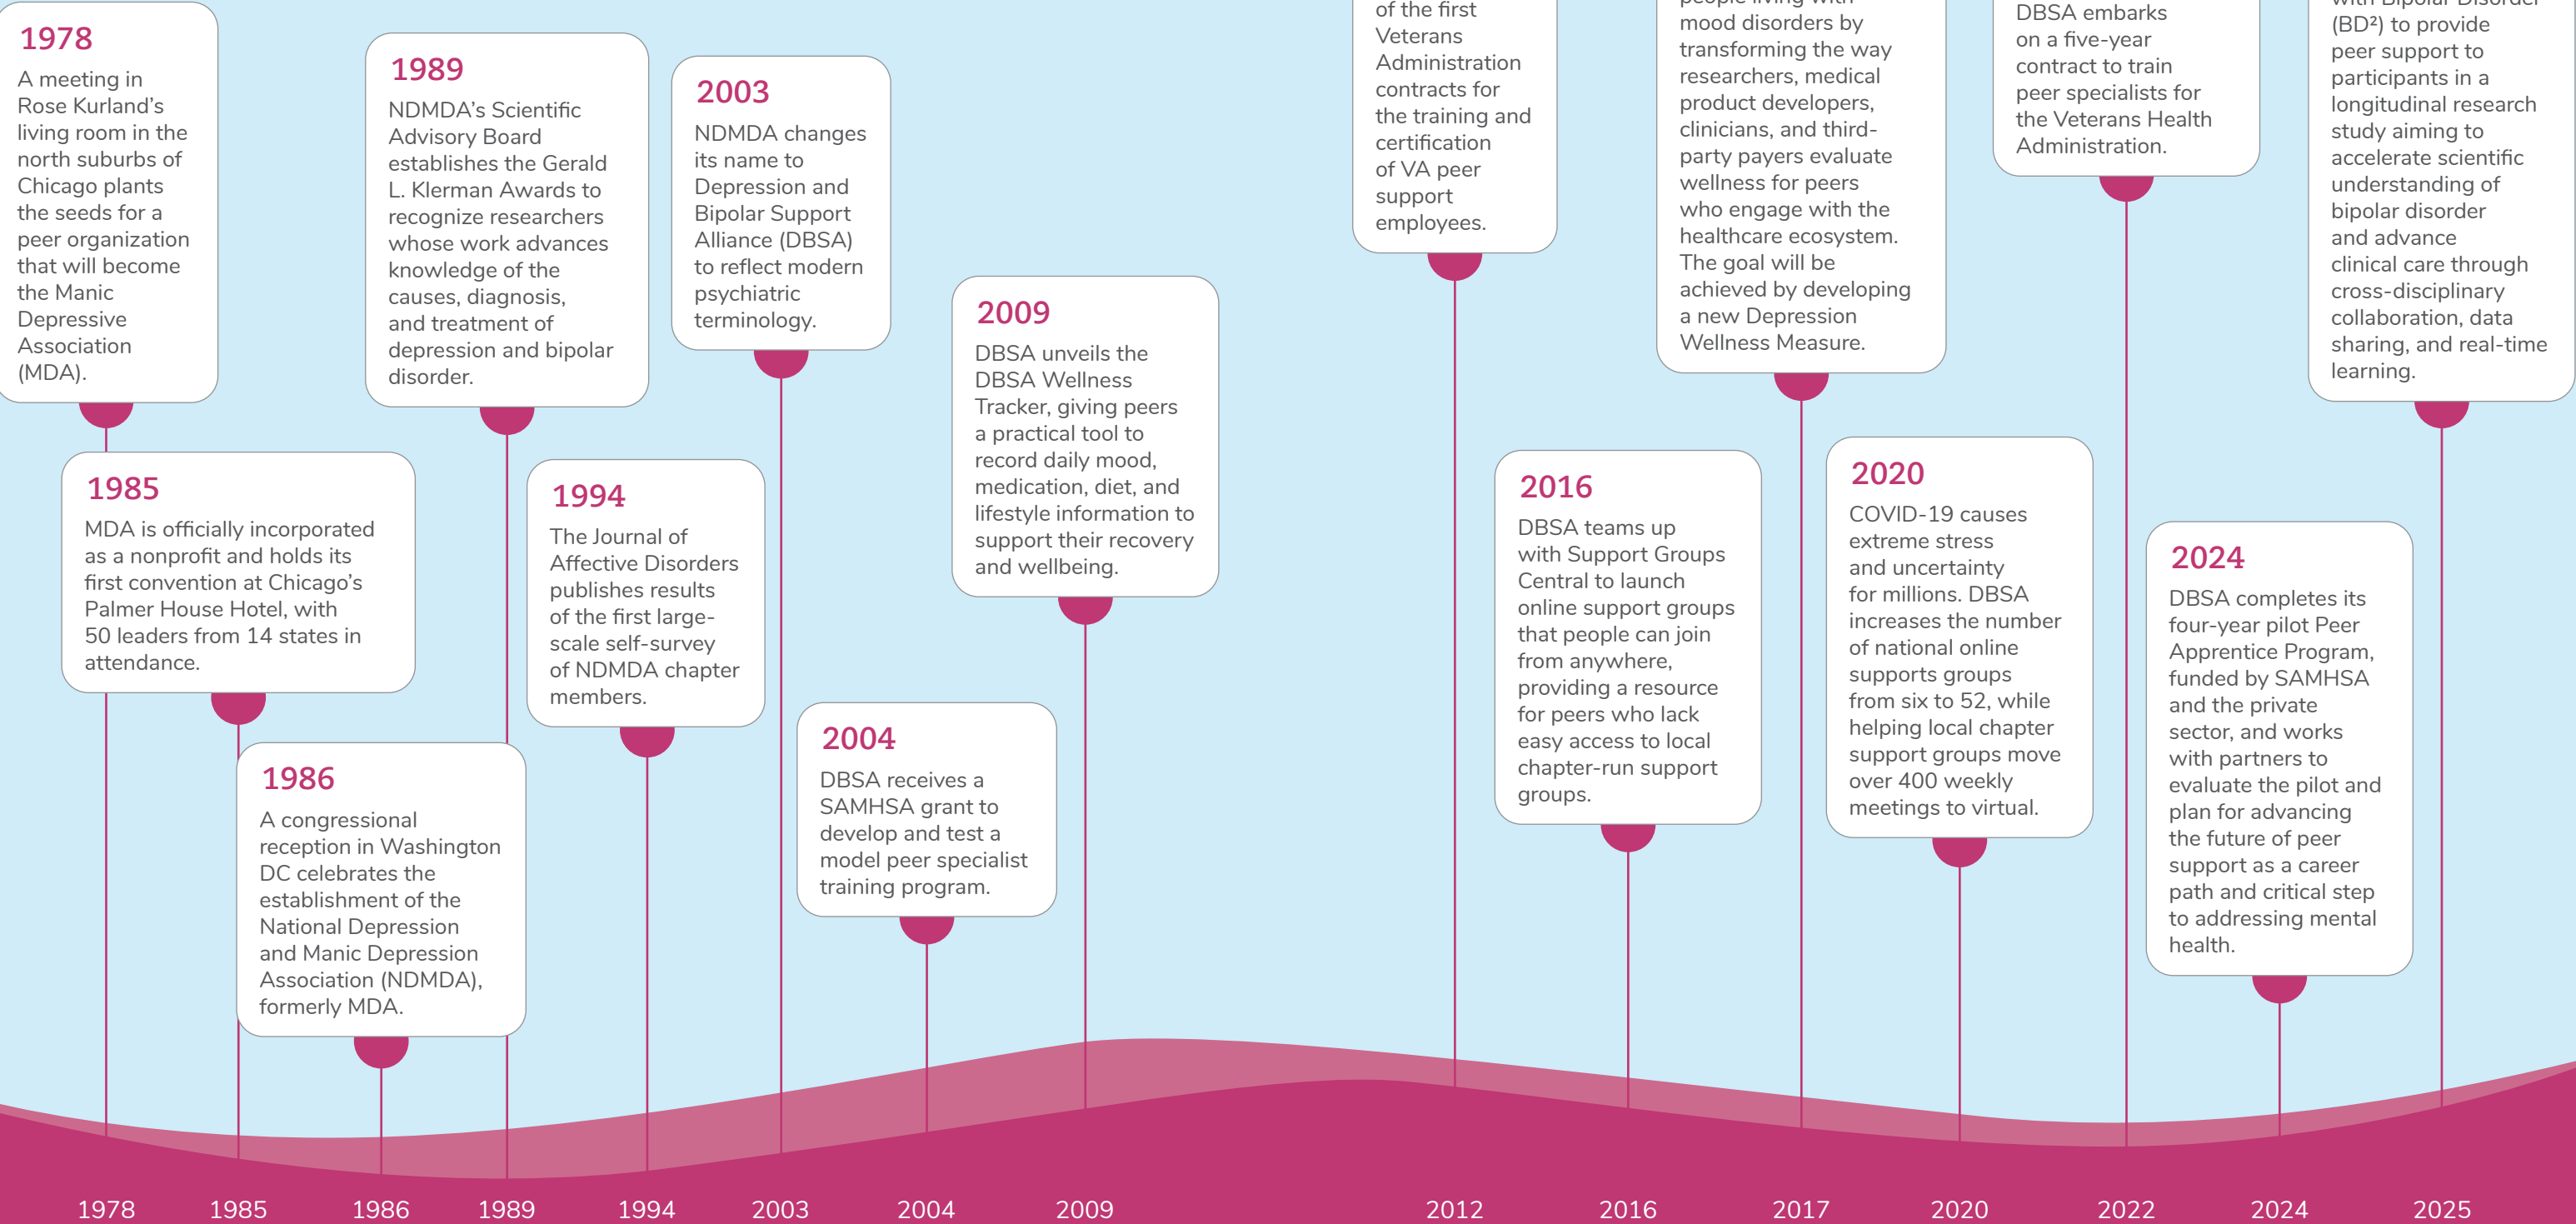 1978
A meeting in
Rose Kurland’s
living room in the
north suburbs of
Chicago plants
the seeds for a
peer organization
that will become
the Manic
Depressive
Association
(MDA).
1985
MDA is officially incorporated
as a nonprofit and holds its
first convention at Chicago’s
Palmer House Hotel, with
50 leaders from 14 states in
attendance.
1986
A congressional
reception in Washington
DC celebrates the
establishment of the
National Depression
and Manic Depression
Association (NDMDA),
formerly MDA.
1989
NDMDA’s Scientific
Advisory Board
establishes the Gerald
L. Klerman Awards to
recognize researchers
whose work advances
knowledge of the
causes, diagnosis,
and treatment of
depression and bipolar
disorder.
1994
The Journal of
Affective Disorders
publishes results
of the first large-
scale self-survey
of NDMDA chapter
members.
2003
NDMDA changes
its name to
Depression and
Bipolar Support
Alliance (DBSA)
to reflect modern
psychiatric
terminology.
2004
DBSA receives a
SAMHSA grant to
develop and test a
model peer specialist
training program.
2009
DBSA unveils the
DBSA Wellness
Tracker, giving peers
a practical tool to
record daily mood,
medication, diet, and
lifestyle information to
support their recovery
and wellbeing.
of the first
Veterans
Administration
contracts for
the training and
certification
of VA peer
support
employees.
2016
DBSA teams up
with Support Groups
Central to launch
online support groups
that people can join
from anywhere,
providing a resource
for peers who lack
easy access to local
chapter-run support
groups.
people living with
mood disorders by
transforming the way
researchers, medical
product developers,
clinicians, and third-
party payers evaluate
wellness for peers
who engage with the
healthcare ecosystem.
The goal will be
achieved by developing
a new Depression
Wellness Measure.
2020
COVID-19 causes
extreme stress
and uncertainty
for millions. DBSA
increases the number
of national online
supports groups
from six to 52, while
helping local chapter
support groups move
over 400 weekly
meetings to virtual.
DBSA embarks
on a five-year
contract to train
peer specialists for
the Veterans Health
Administration.
2024
DBSA completes its
four-year pilot Peer
Apprentice Program,
funded by SAMHSA
and the private
sector, and works
with partners to
evaluate the pilot and
plan for advancing
the future of peer
support as a career
path and critical step
to addressing mental
health.
with Bipolar Disorder
(BD²) to provide
peer support to
participants in a
longitudinal research
study aiming to
accelerate scientific
understanding of
bipolar disorder
and advance
clinical care through
cross-disciplinary
collaboration, data
sharing, and real-time
learning.
1978 1985 1986 1989 1994 2003 2004 2009 2012 2016 2017 2020 2022 2024 2025